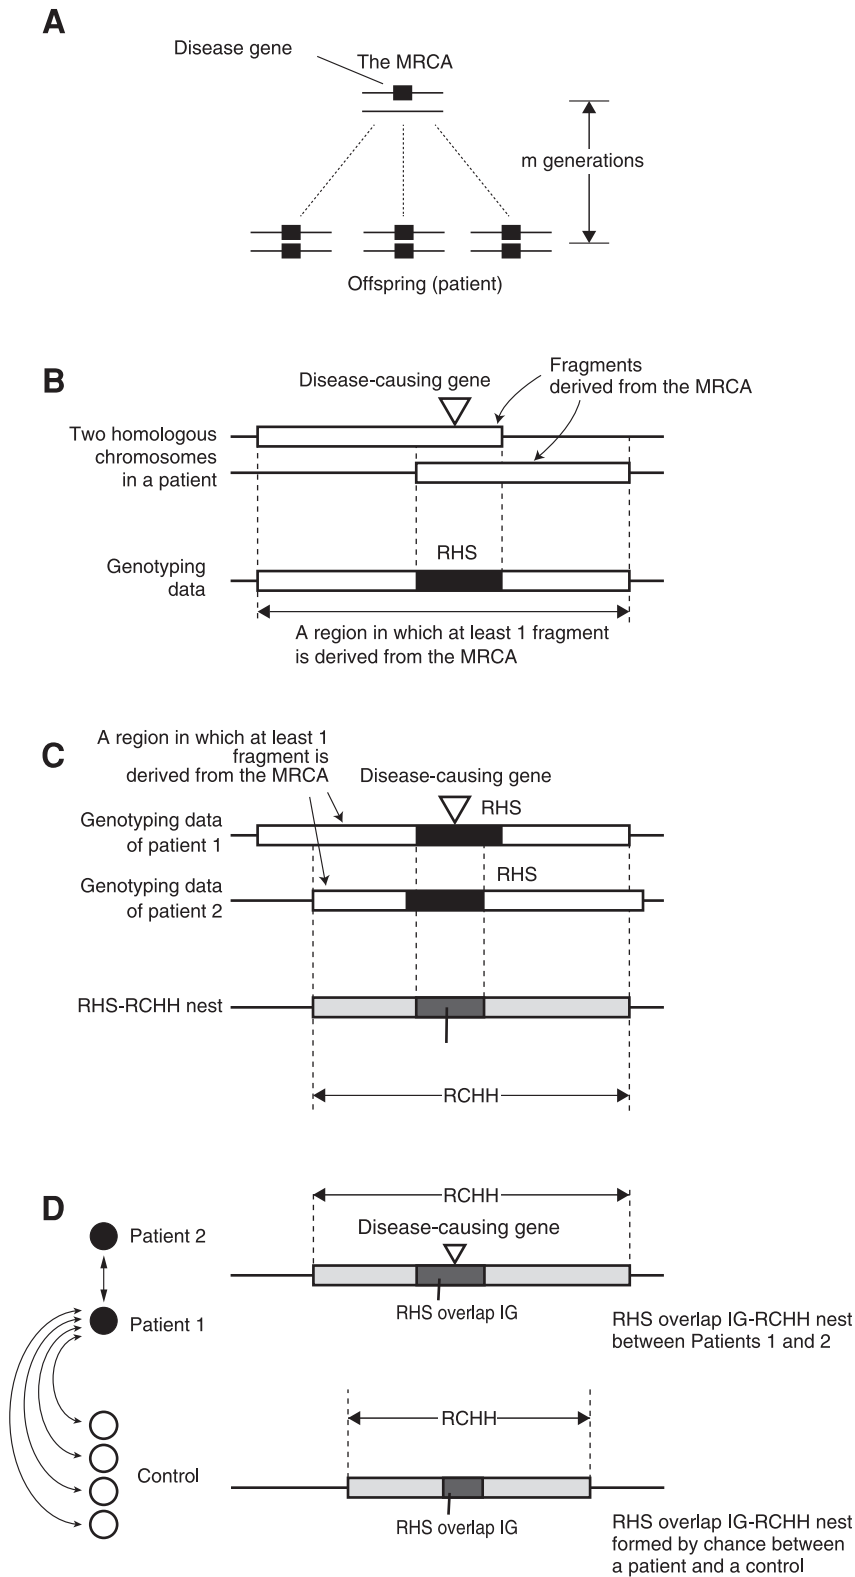 A
Disease gene
The MRCA
m generations
Offspring (patient)
B
Disease-causing gene
Fragments
derived from the MRCA
Two homologous
chromosomes
in a patient
RHS
Genotyping
data
A region in which at least 1 fragment
is derived from the MRCA
C
A region in which at least 1
fragment is
derived from the MRCA
Disease-causing gene
RHS
Genotyping data
of patient 1
RHS
Genotyping data
of patient 2
RHS-RCHH nest
RCHH
D
RCHH
Patient 2
Disease-causing gene
Patient 1
RHS overlap IG
RHS overlap IG-RCHH nest
between Patients 1 and 2
RCHH
Control
RHS overlap IG
RHS overlap IG-RCHH nest
formed by chance between
a patient and a control